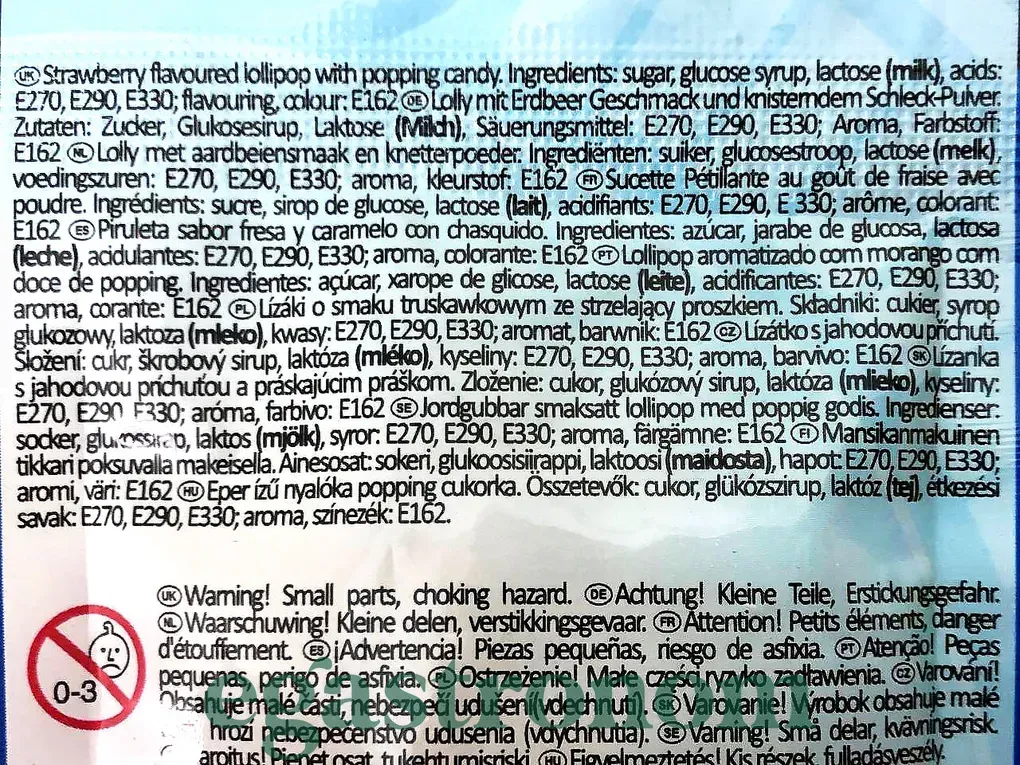 UK Strawberry flavoured lollipop with popping candy. Ingredients: sugar, glucose syrup, lactose (milk), acids:
E270, E290, E330; flavouring, colour: E162 DE Lolly mit Erdbeer Geschmack und knisterndem Schleck-Pulver.
Zutaten: Zucker, Glukosesirup, Laktose (Milch), Säuerungsmittel: E270, E290, E330; Aroma, Farbstoff:
E162 NL Lolly met aardbeiensmaak en knetterpoeder. Ingrediënten: suiker, glucosestroop, lactose (melk),
voedingszuren: E270, E290, E330; aroma, kleurstof: E162 FR Sucette Pétillante au goût de fraise avec
poudre. Ingrédients: sucre, sirop de glucose, lactose (lait), acidifiants: E270, E290, E 330; arôme, colorant:
E162 ES Piruleta sabor fresa y caramelo con chasquido. Ingredientes: azúcar, jarabe de glucosa, lactosa
(leche), acidulantes: E270, E290, E330; aroma, colorante: E162 PT Lollipop aromatizado com morango com
doce de popping. Ingredientes: açúcar, xarope de glicose, lactose (leite), acidificantes: E270, E290, E330;
aroma, corante: E162 PL Lízáki o smaku truskawkowym ze strzelający proszkiem. Składniki: cukier, syrop
glukozowy, laktoza (mleko), kwasy: E270, E290, E330; aromat, barwnik: E162 CZ Lízátko s jahodovou příchutí.
Složení: cukr, škrobový sirup, laktóza (mléko), kyseliny: E270, E290, E330; aroma, barvivo: E162 SK Lízanka
s jahodovou príchuťou a práskajúcim práškom. Zloženie: cukor, glukózový sirup, laktóza (mlieko), kyseliny:
E270, E290 E330; aróma, farbivo: E162 SE Jordgubbar smaksatt lollipop med poppig godis. Ingredienser:
socker, laktos (mjölk), syror: E270, E290, E330; aroma, färgämne: E162 FI Mansikanmakuinen
tikkari poksuvalla makeisella. Ainesosat: sokeri, glukoosisiirappi, laktoosi (maidosta), hapot: E270, E290, E330;
aromi, väri: E162 HU Eper ízű nyalóka popping cukorka. Összetevők: cukor, glükózszirup, laktóz (tej), étkezési
savak: E270, E290, E330; aroma, színezék: E162.
UK Warning! Small parts, choking hazard. DE Achtung! Kleine Teile, Erstickungsgefahr.
NL Waarschuwing! Kleine delen, verstikkingsgevaar. FR Attention! Petits éléments, danger
d'étouffement. ES ¡Advertencia! Piezas pequeñas, riesgo de asfixia. PT Atenção! Peças
pequenas, perigo de asfixia. PL Ostrzeżenie! Małe części, ryzyko zadławienia. CZ Varování!
Obsahuje malé části, nebezpečí udušení (vdechnutí). SK Varovanie! Výrobok obsahuje malé
hrozí nebezpečenstvo udusenia (vdychnutia). SE Varning! Små delar, kvävningsrisk.
Pienet osat, tukehtumisriski. HU Figyelmeztetés! Kis részek, fulladásveszély.
0-3
egastronom